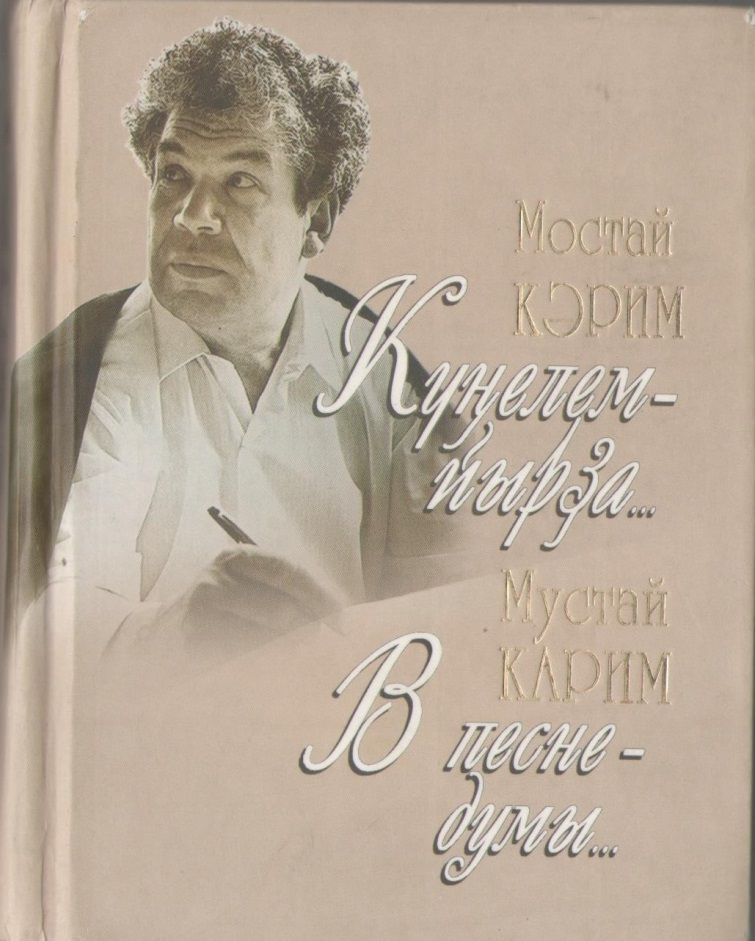 Мостай
КӘРИМ
Күңелем-
йырҙа...
Мустай
КАРИМ
В песне -
думы...